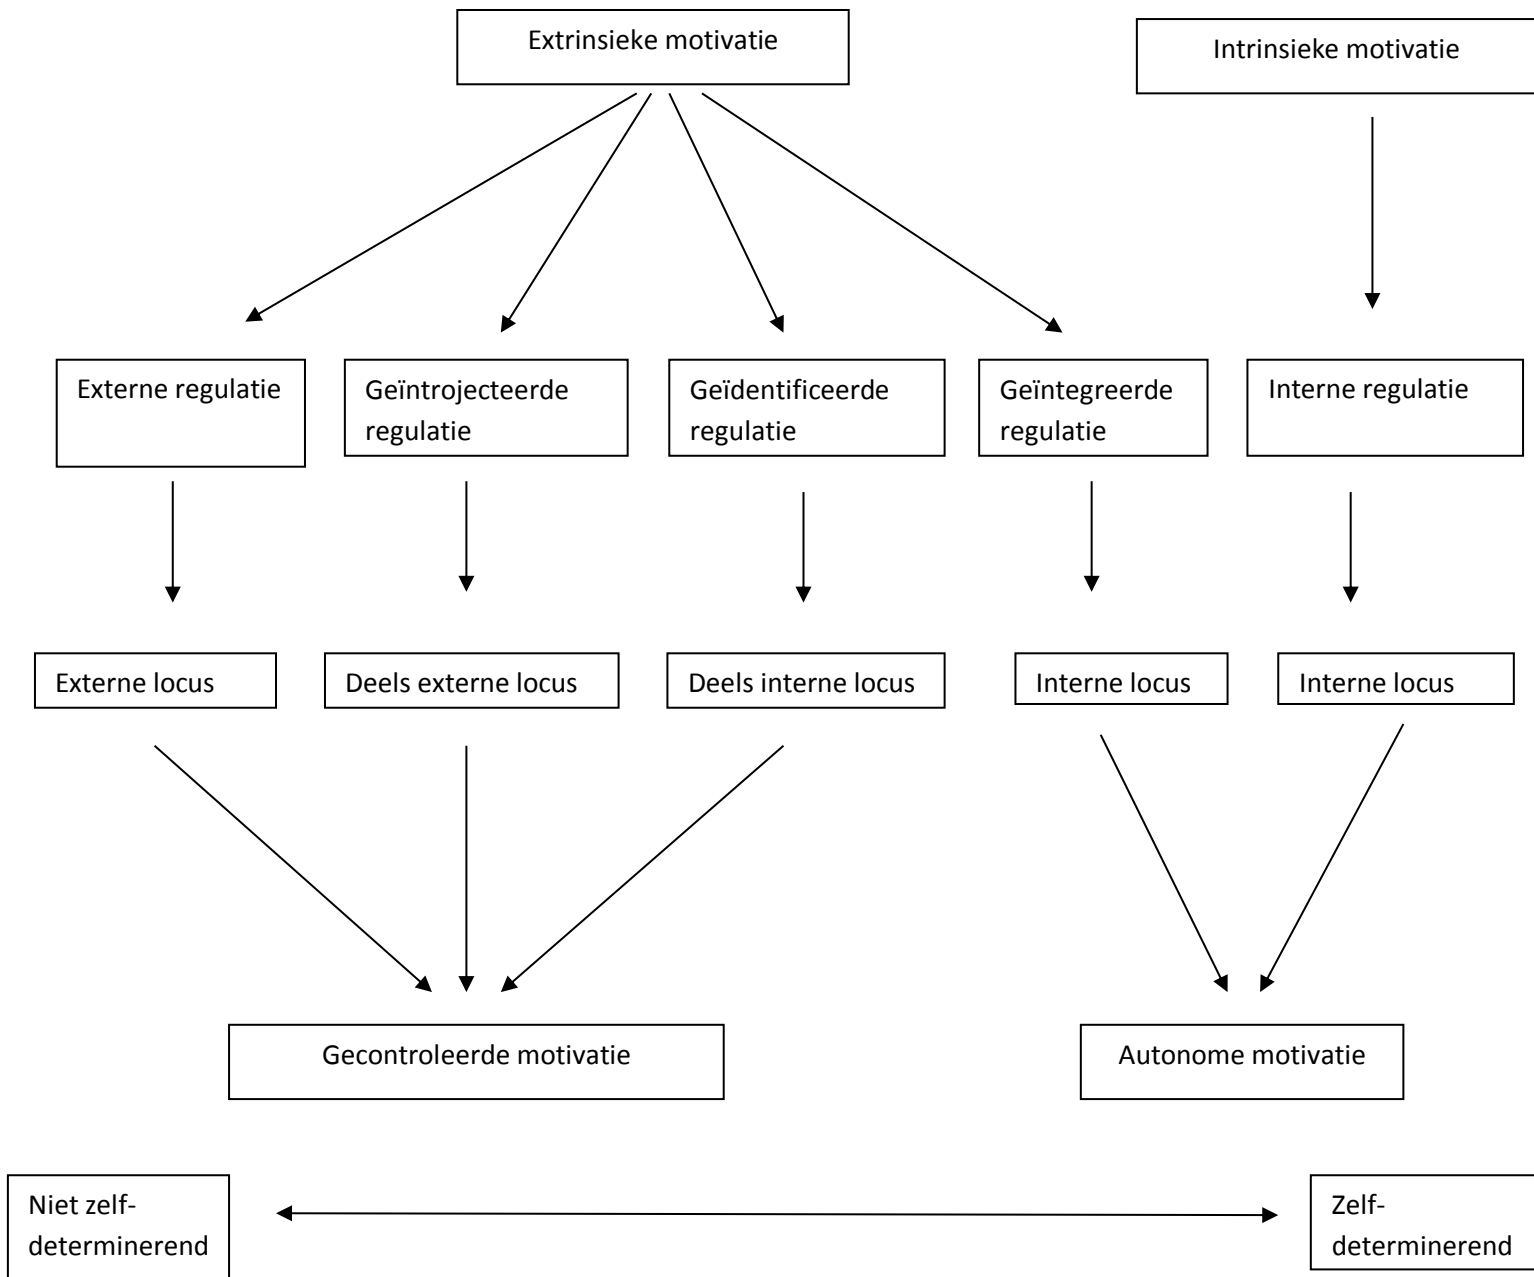 Extrinsieke motivatie
Intrinsieke motivatie
Externe regulatie
Geïntrojecteerde
regulatie
Geïdentificeerde
regulatie
Geïntegreerde
regulatie
Interne regulatie
Externe locus
Deels externe locus
Deels interne locus
Interne locus
Interne locus
Gecontroleerde motivatie
Autonome motivatie
Niet zelf-
determinerend
Zelf-
determinerend